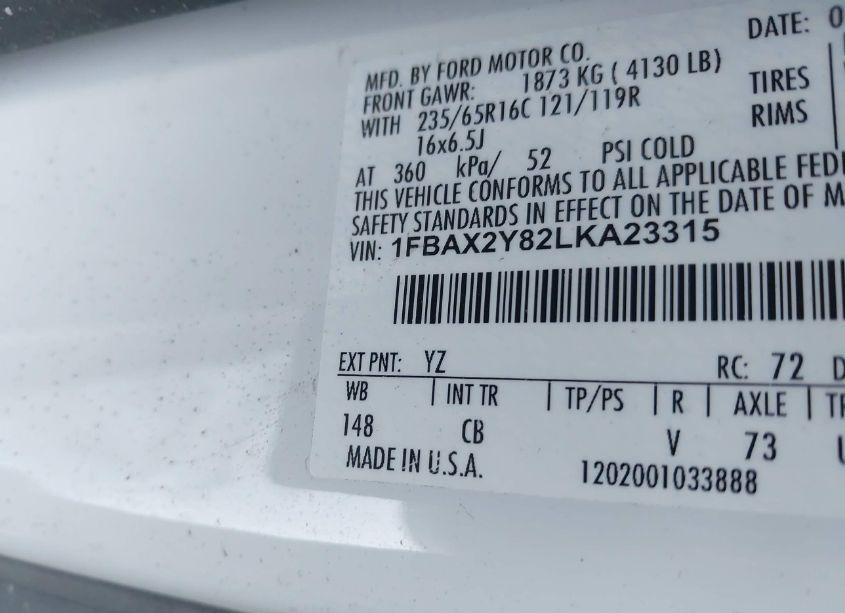 DATE: 0
MFD. BY FORD MOTOR CO.
FRONT GAWR: 1873 KG ( 4130 LB)
WITH 235/65R16C 121/119R TIRES
16x6.5J RIMS
AT 360 kPa/ 52 PSI COLD
THIS VEHICLE CONFORMS TO ALL APPLICABLE FED
SAFETY STANDARDS IN EFFECT ON THE DATE OF M
VIN: 1FBAX2Y82LKA23315
EXT PNT: YZ RC: 72 D
WB | INT TR | TP/PS | R | AXLE | TR
148 CB V 73
MADE IN U.S.A. 1202001033888